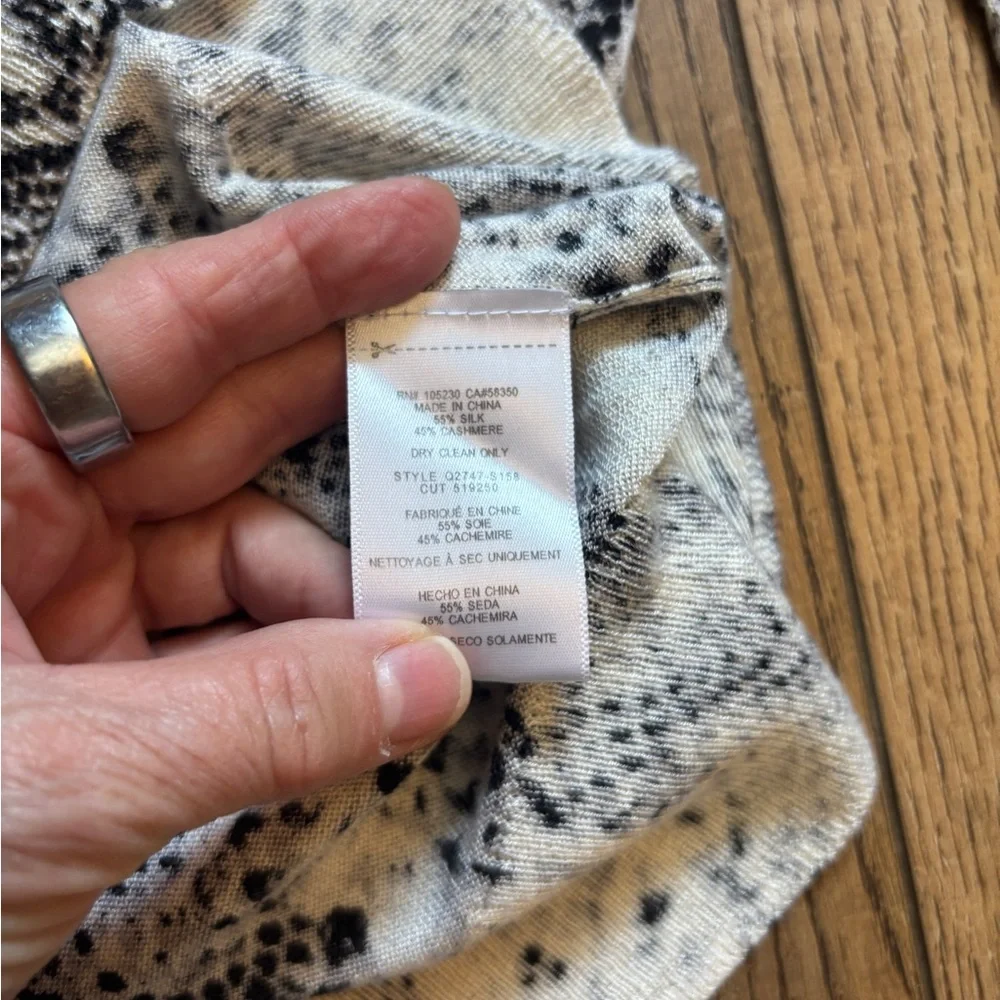 RN# 105230 CA#58350
MADE IN CHINA
55% SILK
45% CASHMERE
DRY CLEAN ONLY
STYLE Q2747-S158
CUT 519250
FABRIQUÉ EN CHINE
55% SOIE
45% CACHEMIRE
NETTOYAGE À SEC UNIQUEMENT
HECHO EN CHINA
55% SEDA
45% CACHEMIRA
SECO SOLAMENTE